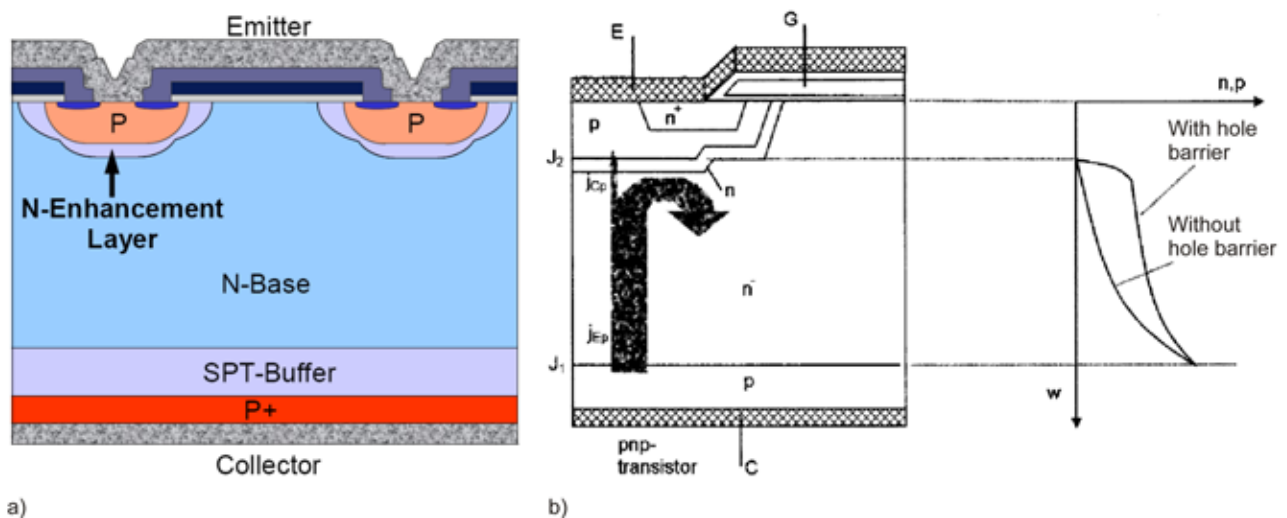 Emitter
P
P
N-Enhancement
Layer
N-Base
SPT-Buffer
P+
Collector
a)
E
G
n+
p
J2
jCp
n
n-
jEp
J1
p
pnp-
transistor
C
b)
n,p
With hole
barrier
Without
hole barrier
w